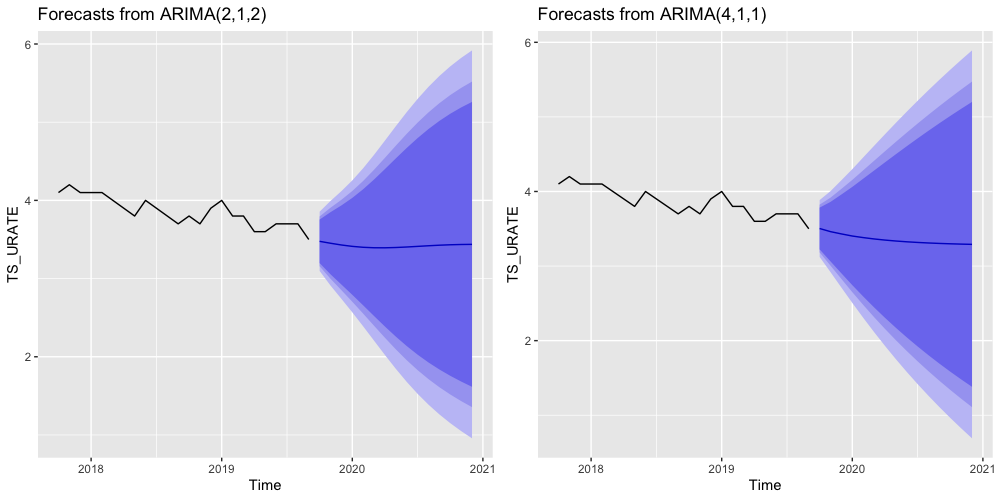 Forecasts from ARIMA(2,1,2)
TS_URATE
6
4
2
2018
2019
2020
2021
Time
Forecasts from ARIMA(4,1,1)
TS_URATE
6
4
2
2018
2019
2020
2021
Time